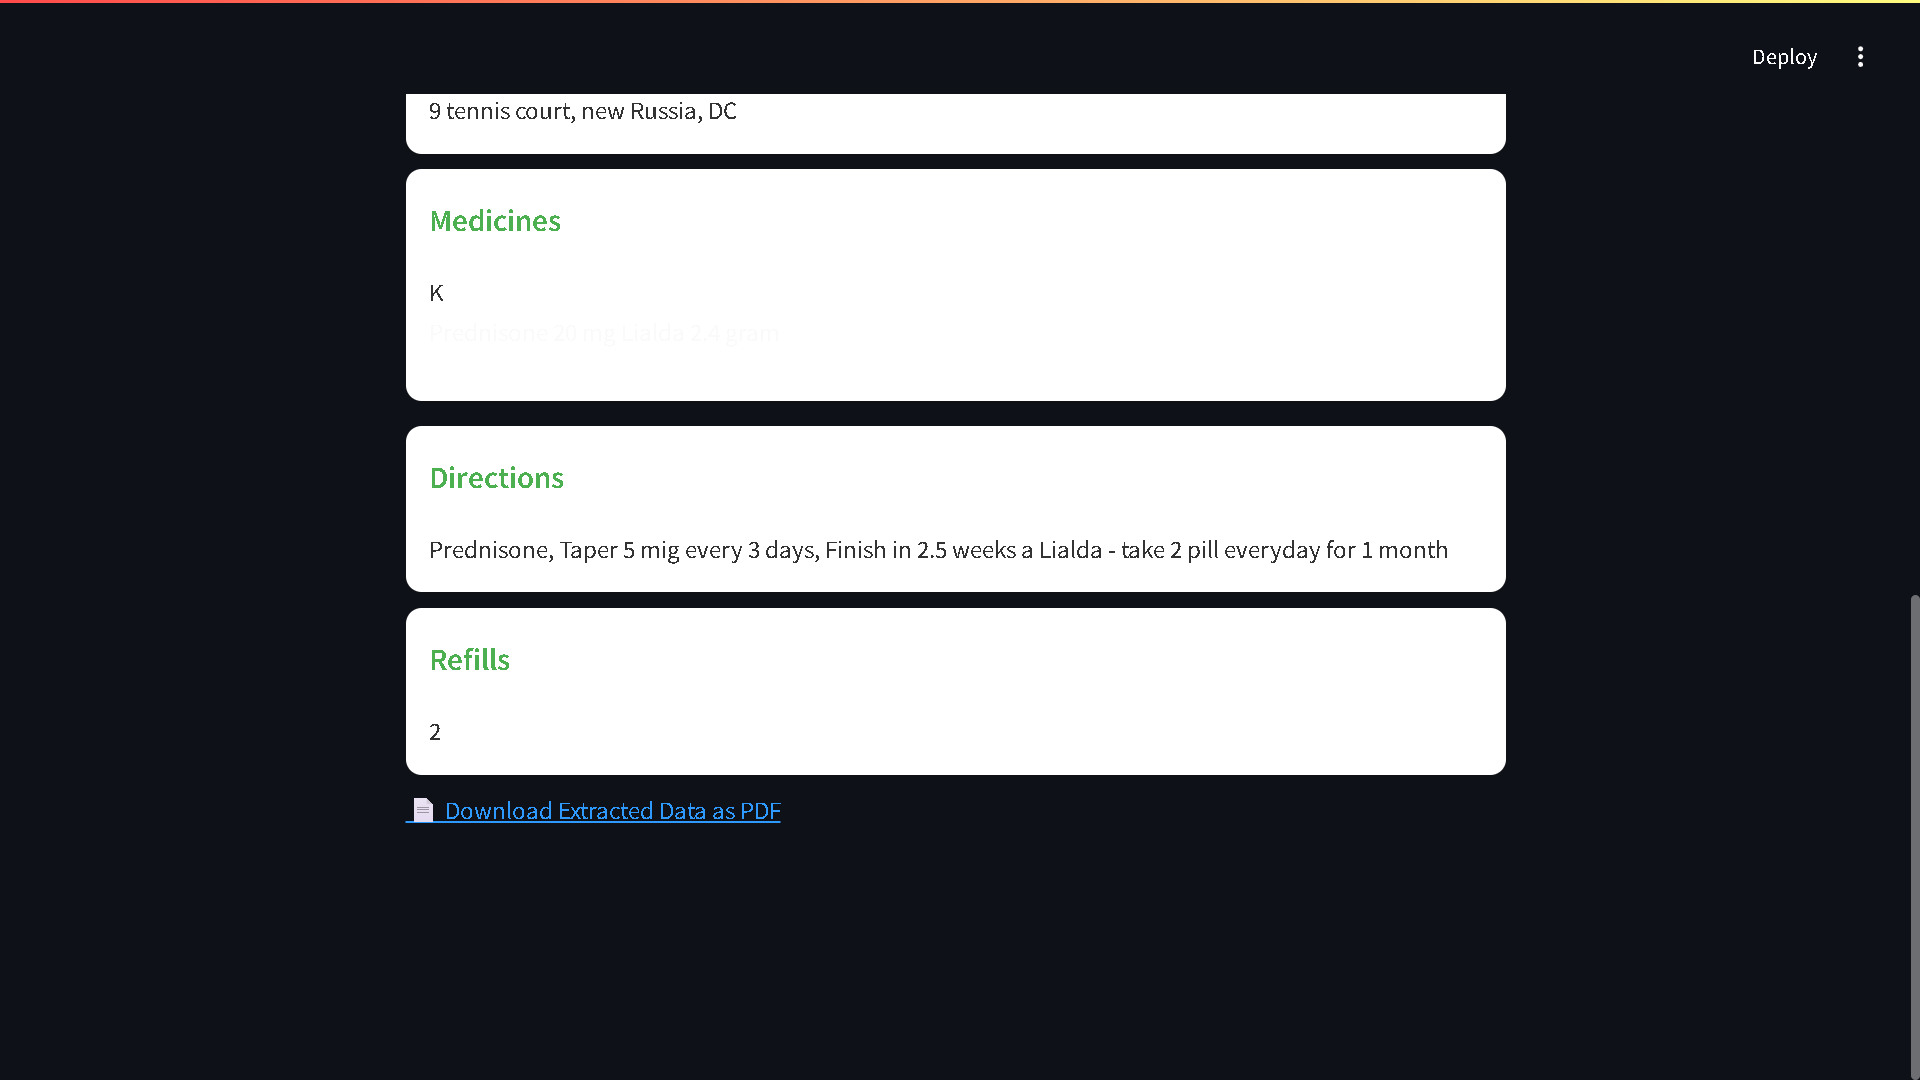 Deploy
9 tennis court, new Russia, DC
Medicines
K
Prednisone 20 mg Lialda 2.4 gram
Directions
Prednisone, Taper 5 mig every 3 days, Finish in 2.5 weeks a Lialda - take 2 pill everyday for 1 month
Refills
2
Download Extracted Data as PDF